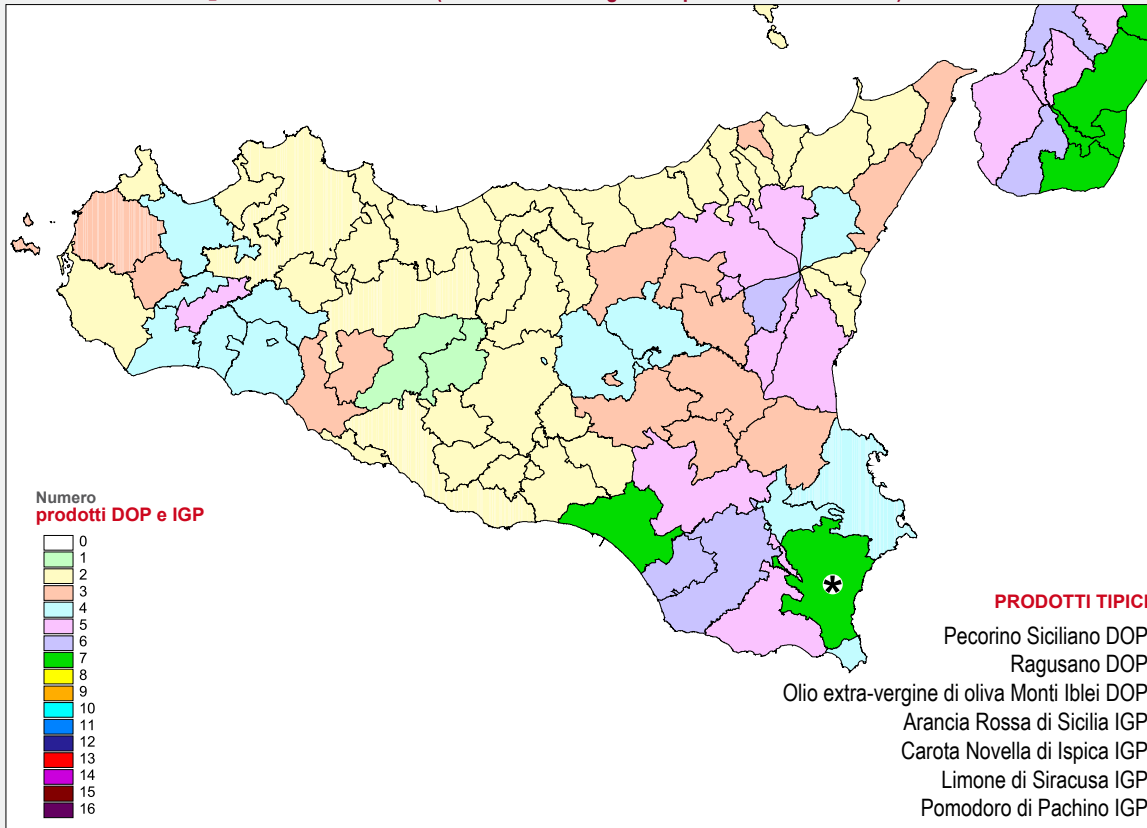 Numero
prodotti DOP e IGP
0
1
2
3
4
5
6
7
8
9
10
11
12
13
14
15
16
*
PRODOTTI TIPICI
Pecorino Siciliano DOP
Ragusano DOP
Olio extra-vergine di oliva Monti Iblei DOP
Arancia Rossa di Sicilia IGP
Carota Novella di Ispica IGP
Limone di Siracusa IGP
Pomodoro di Pachino IGP